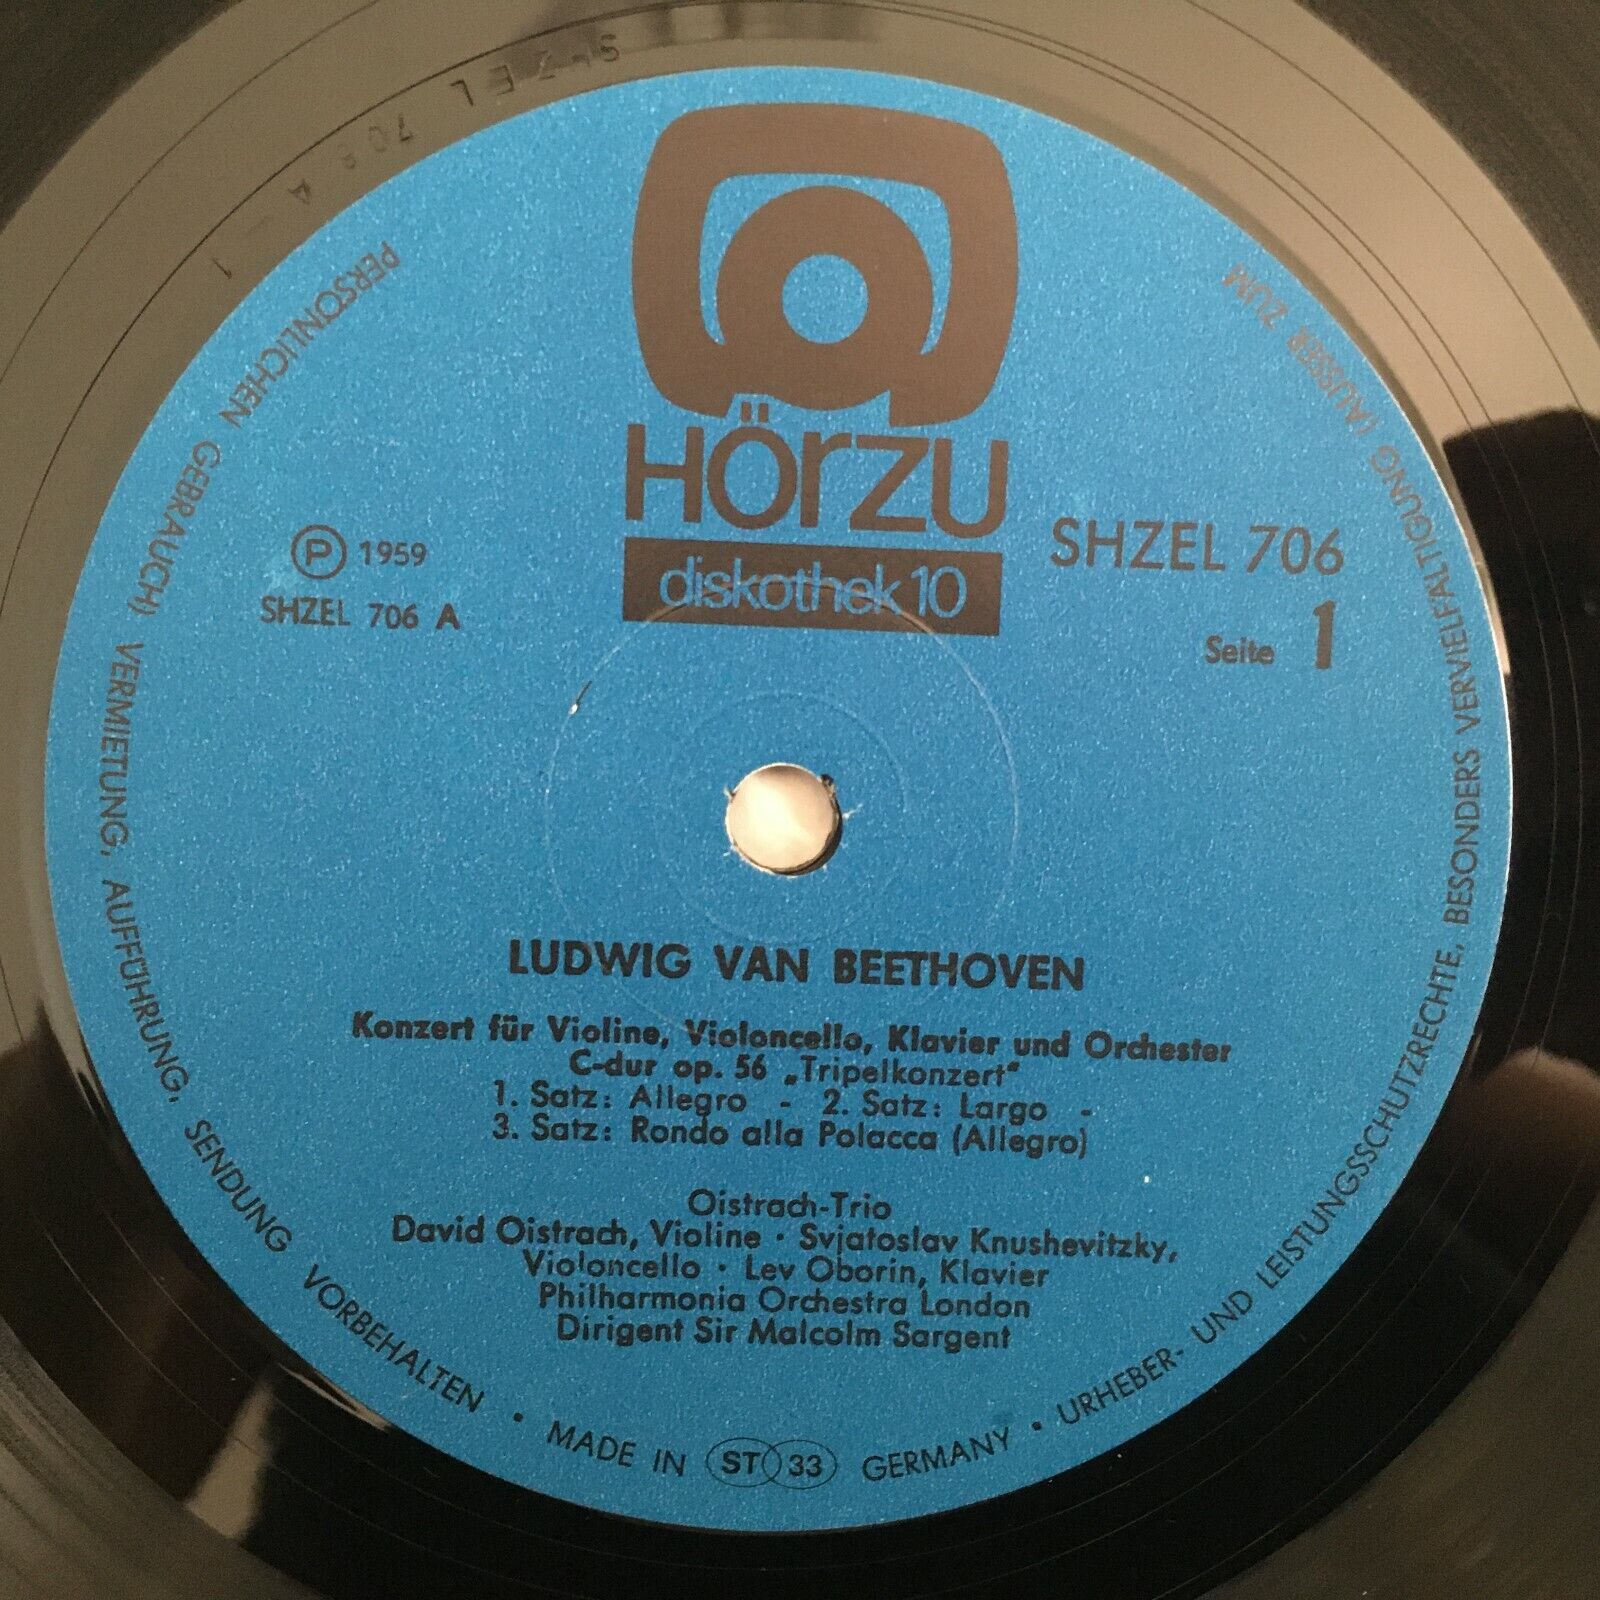 SHZEL 706 A - 1
HÖRZU
diskothek 10
Ⓟ 1959
SHZEL 706 A
SHZEL 706
Seite 1
LUDWIG VAN BEETHOVEN
Konzert für Violine, Violoncello, Klavier und Orchester
C-dur op. 56 „Tripelkonzert“
1. Satz: Allegro - 2. Satz: Largo -
3. Satz: Rondo alla Polacca (Allegro)
Oistrach-Trio
David Oistrach, Violine · Svjatoslav Knushevitzky,
Violoncello · Lev Oborin, Klavier
Philharmonia Orchestra London
Dirigent Sir Malcolm Sargent
MADE IN ST 33 GERMANY · URHEBER- UND LEISTUNGSSCHUTZRECHTE, BESONDERS VERVIELFÄLTIGUNG (AUSSER ZUM
PERSÖNLICHEN GEBRAUCH) VERMIETUNG, AUFFÜHRUNG, SENDUNG VORBEHALTEN ·